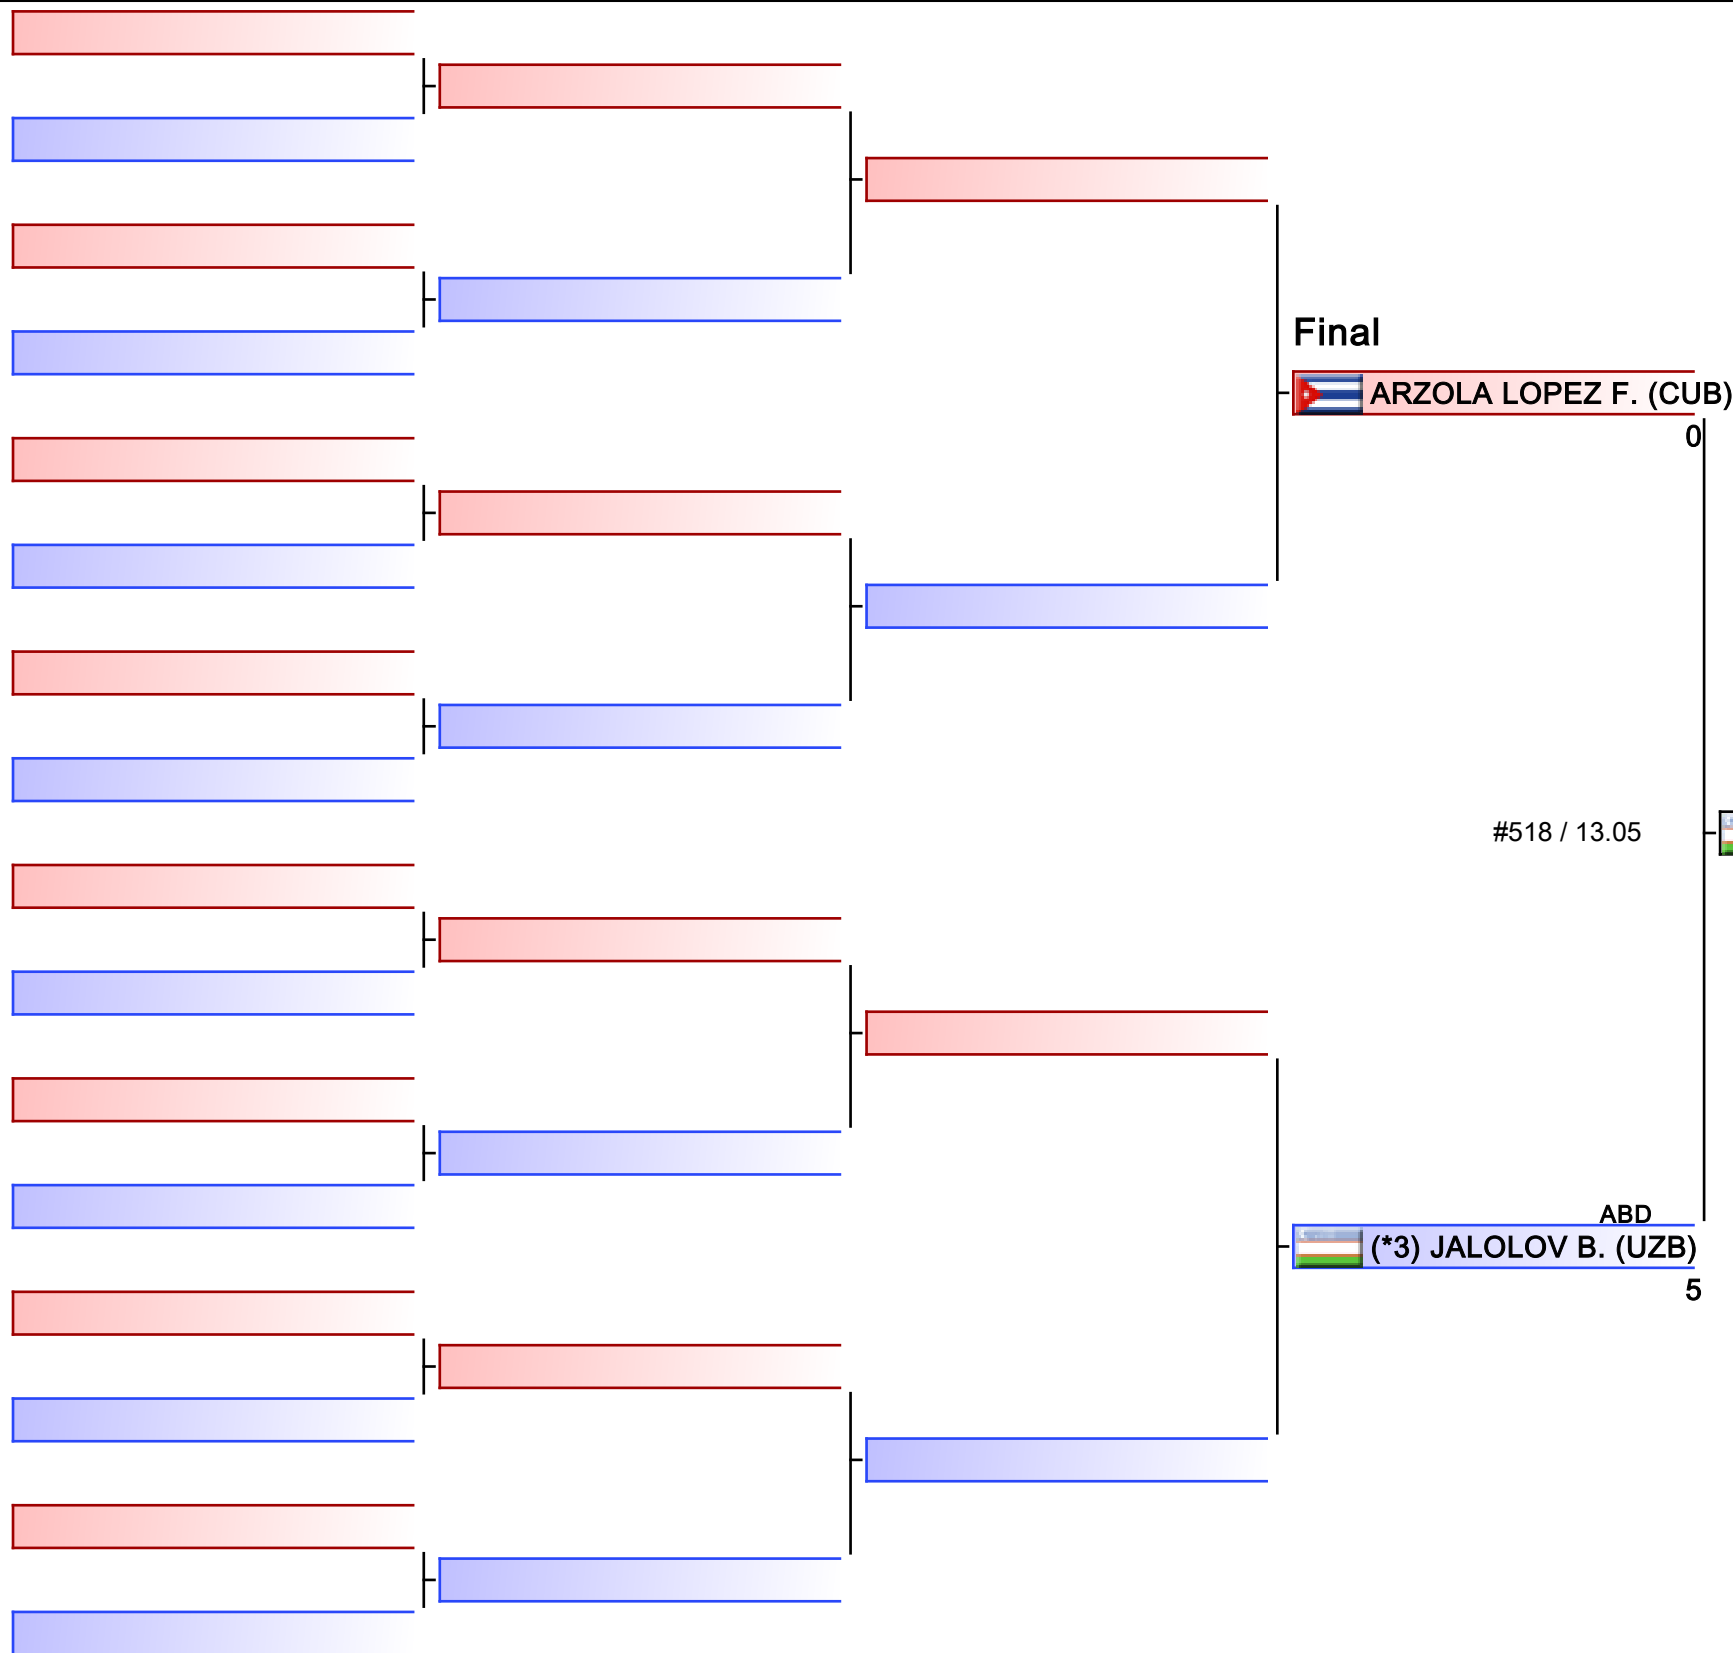 Final
ARZOLA LOPEZ F. (CUB)
0
#518 / 13.05
ABD
(*3) JALOLOV B. (UZB)
5